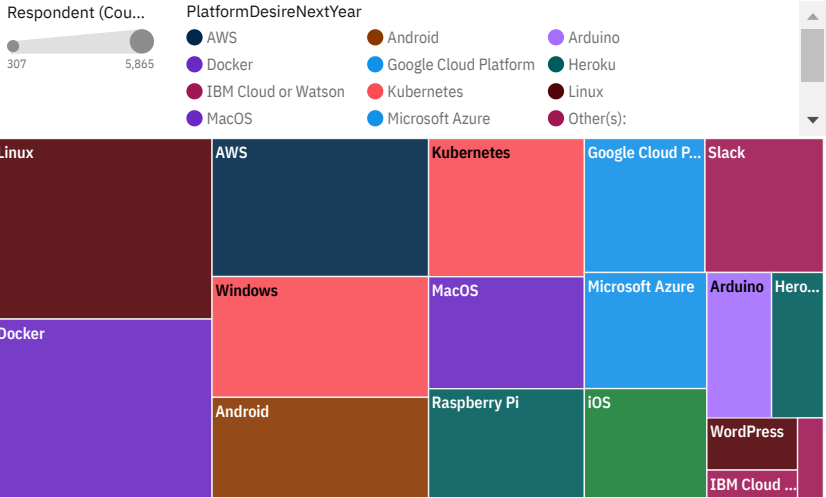 Respondent (Cou...
307 5,865
PlatformDesireNextYear
AWS Android Arduino
Docker Google Cloud Platform Heroku
IBM Cloud or Watson Kubernetes Linux
MacOS Microsoft Azure Other(s):
Linux AWS Kubernetes Google Cloud P... Slack
Windows MacOS Microsoft Azure Arduino Hero...
Docker
Android Raspberry Pi iOS
WordPress
IBM Cloud ...